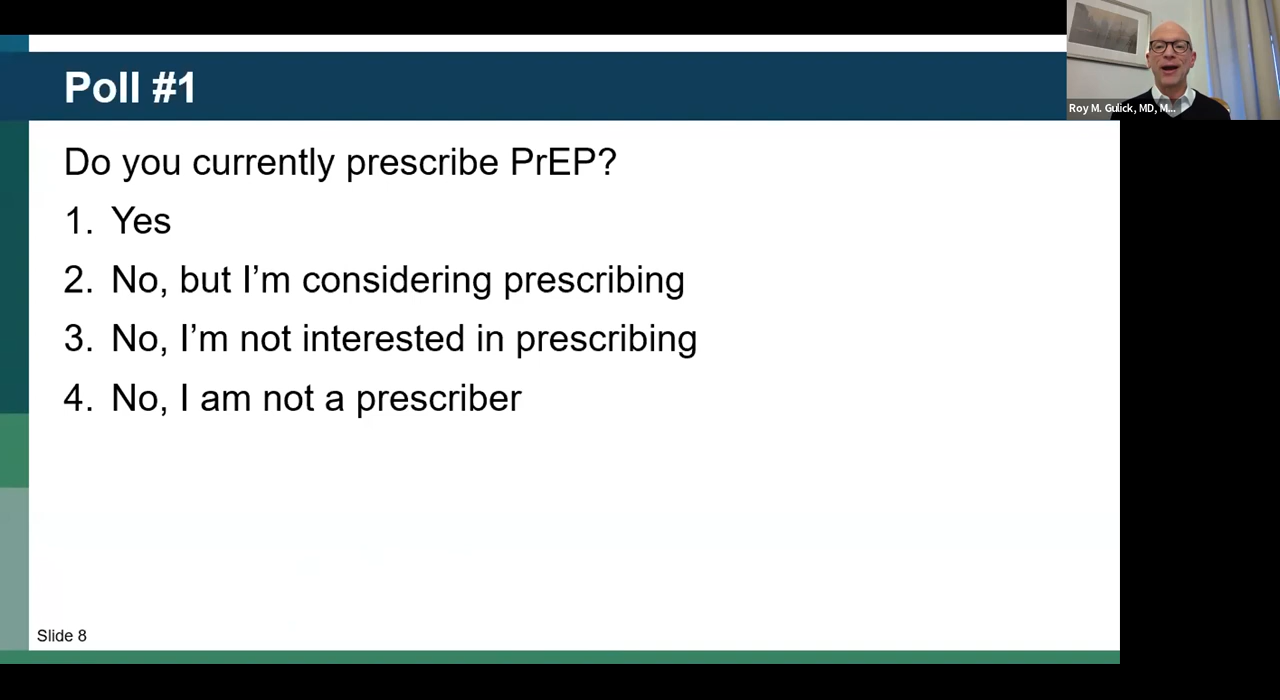 Poll #1
Roy M. Gulick, MD, M...
Do you currently prescribe PrEP?
1. Yes
2. No, but I’m considering prescribing
3. No, I’m not interested in prescribing
4. No, I am not a prescriber
Slide 8